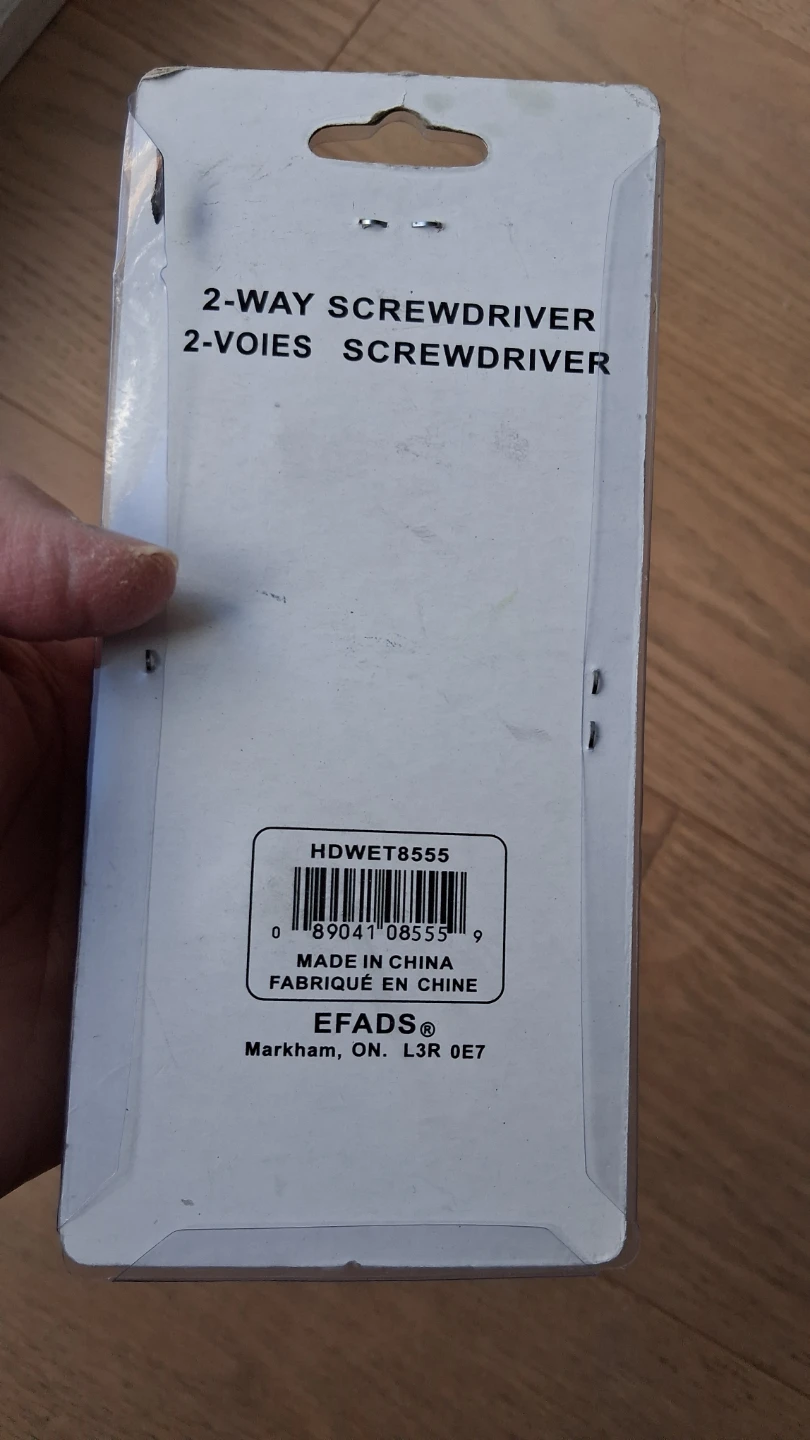 2-WAY SCREWDRIVER
2-VOIES SCREWDRIVER
HDWET8555
0 89041 08555 9
MADE IN CHINA
FABRIQUÉ EN CHINE
EFADS®
Markham, ON. L3R 0E7